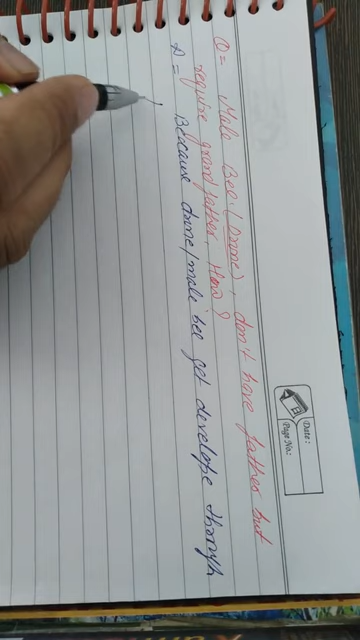 Date:
Page No.:
Q = Male Bee (Drone), don't have father but
require grandfather. How?
A = Beacause drone/male bee get develope through